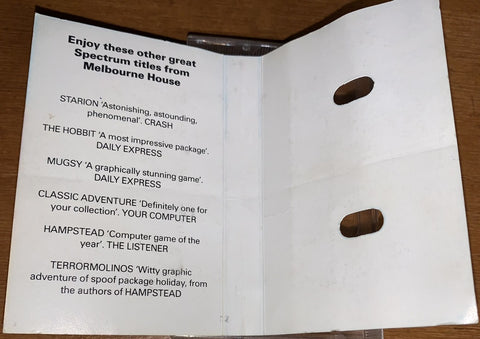 Enjoy these other great
Spectrum titles from
Melbourne House
STARION 'Astonishing, astounding,
phenomenal'. CRASH
THE HOBBIT 'A most impressive package'.
DAILY EXPRESS
MUGSY 'A graphically stunning game'.
DAILY EXPRESS
CLASSIC ADVENTURE 'Definitely one for
your collection'. YOUR COMPUTER
HAMPSTEAD 'Computer game of the
year'. THE LISTENER
TERRORMOLINOS 'Witty graphic
adventure of spoof package holiday, from
the authors of HAMPSTEAD